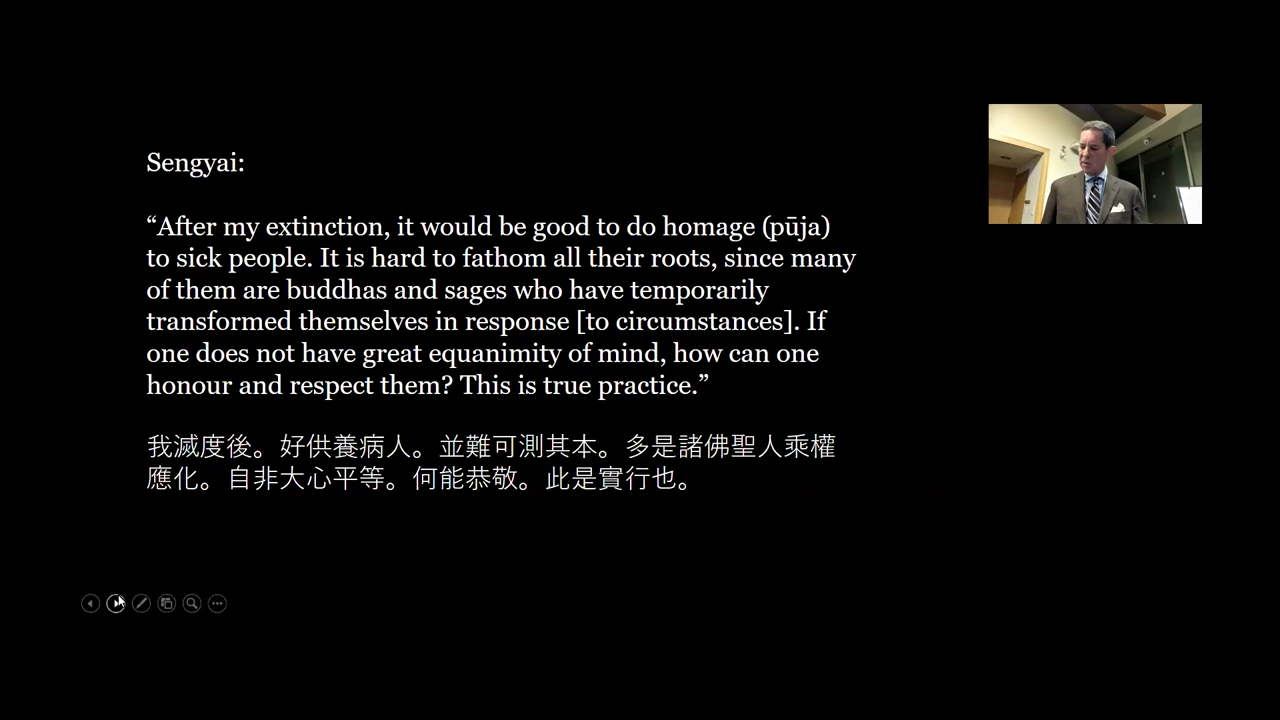 Sengyai:
“After my extinction, it would be good to do homage (pūja)
to sick people. It is hard to fathom all their roots, since many
of them are buddhas and sages who have temporarily
transformed themselves in response [to circumstances]. If
one does not have great equanimity of mind, how can one
honour and respect them? This is true practice.”
我滅度後。好供養病人。並難可測其本。多是諸佛聖人乘權
應化。自非大心平等。何能恭敬。此是實行也。